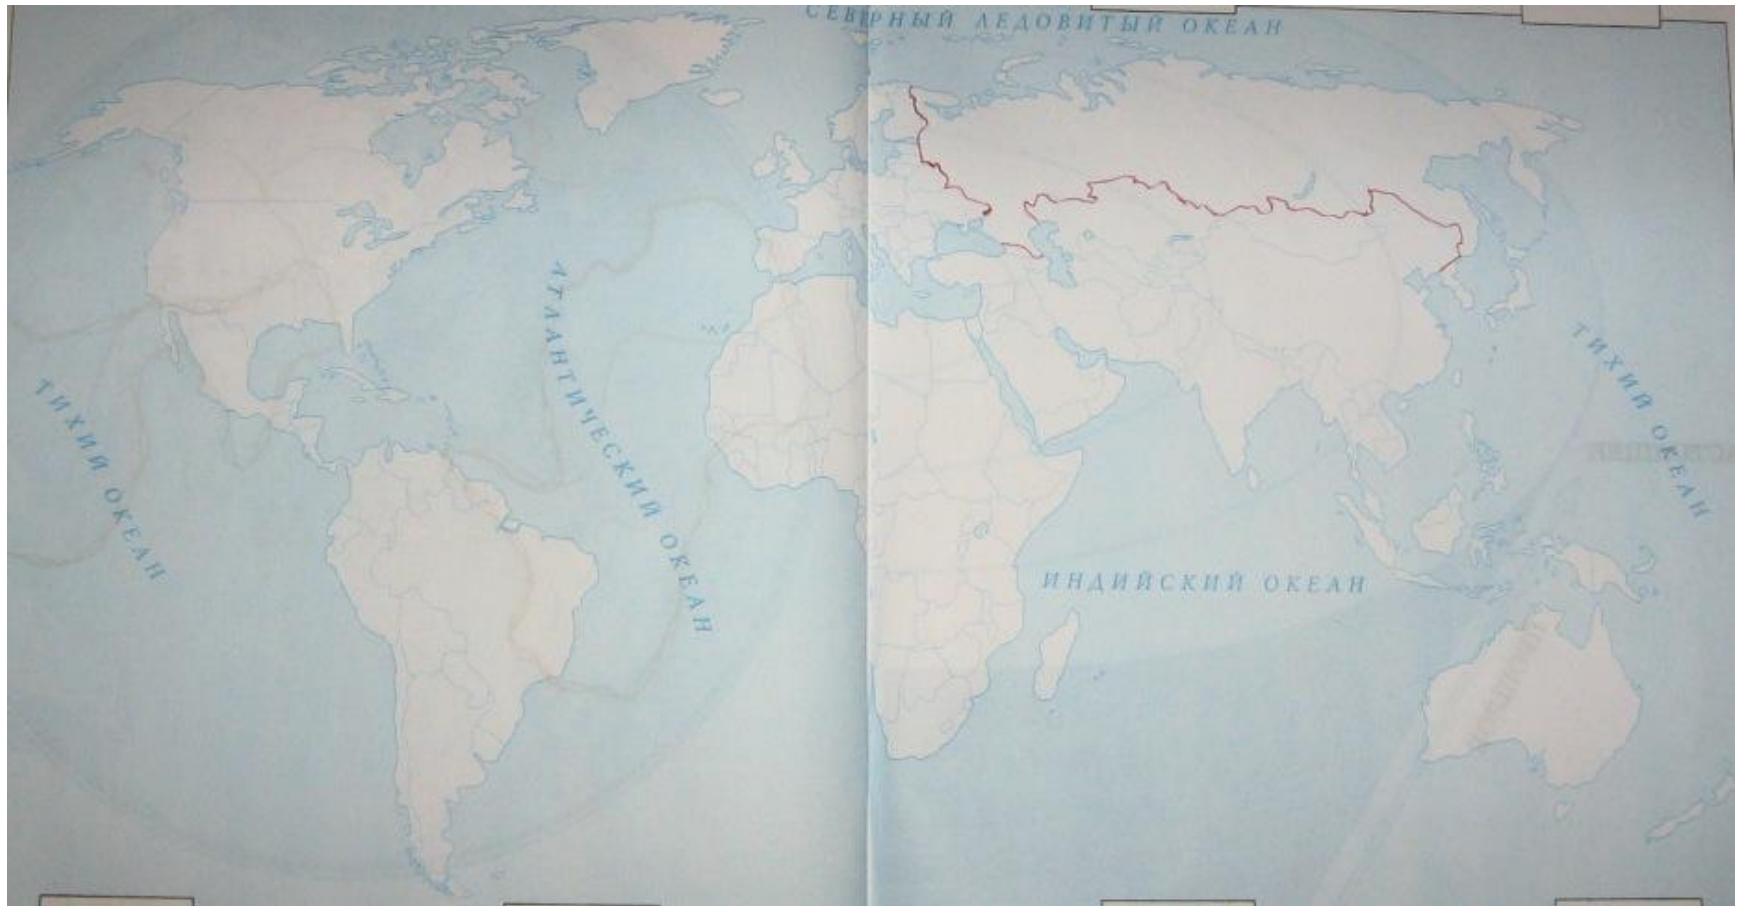 СЕВЕРНЫЙ ЛЕДОВИТЫЙ ОКЕАН
ТИХИЙ ОКЕАН
АТЛАНТИЧЕСКИЙ ОКЕАН
ИНДИЙСКИЙ ОКЕАН
ТИХИЙ ОКЕАН